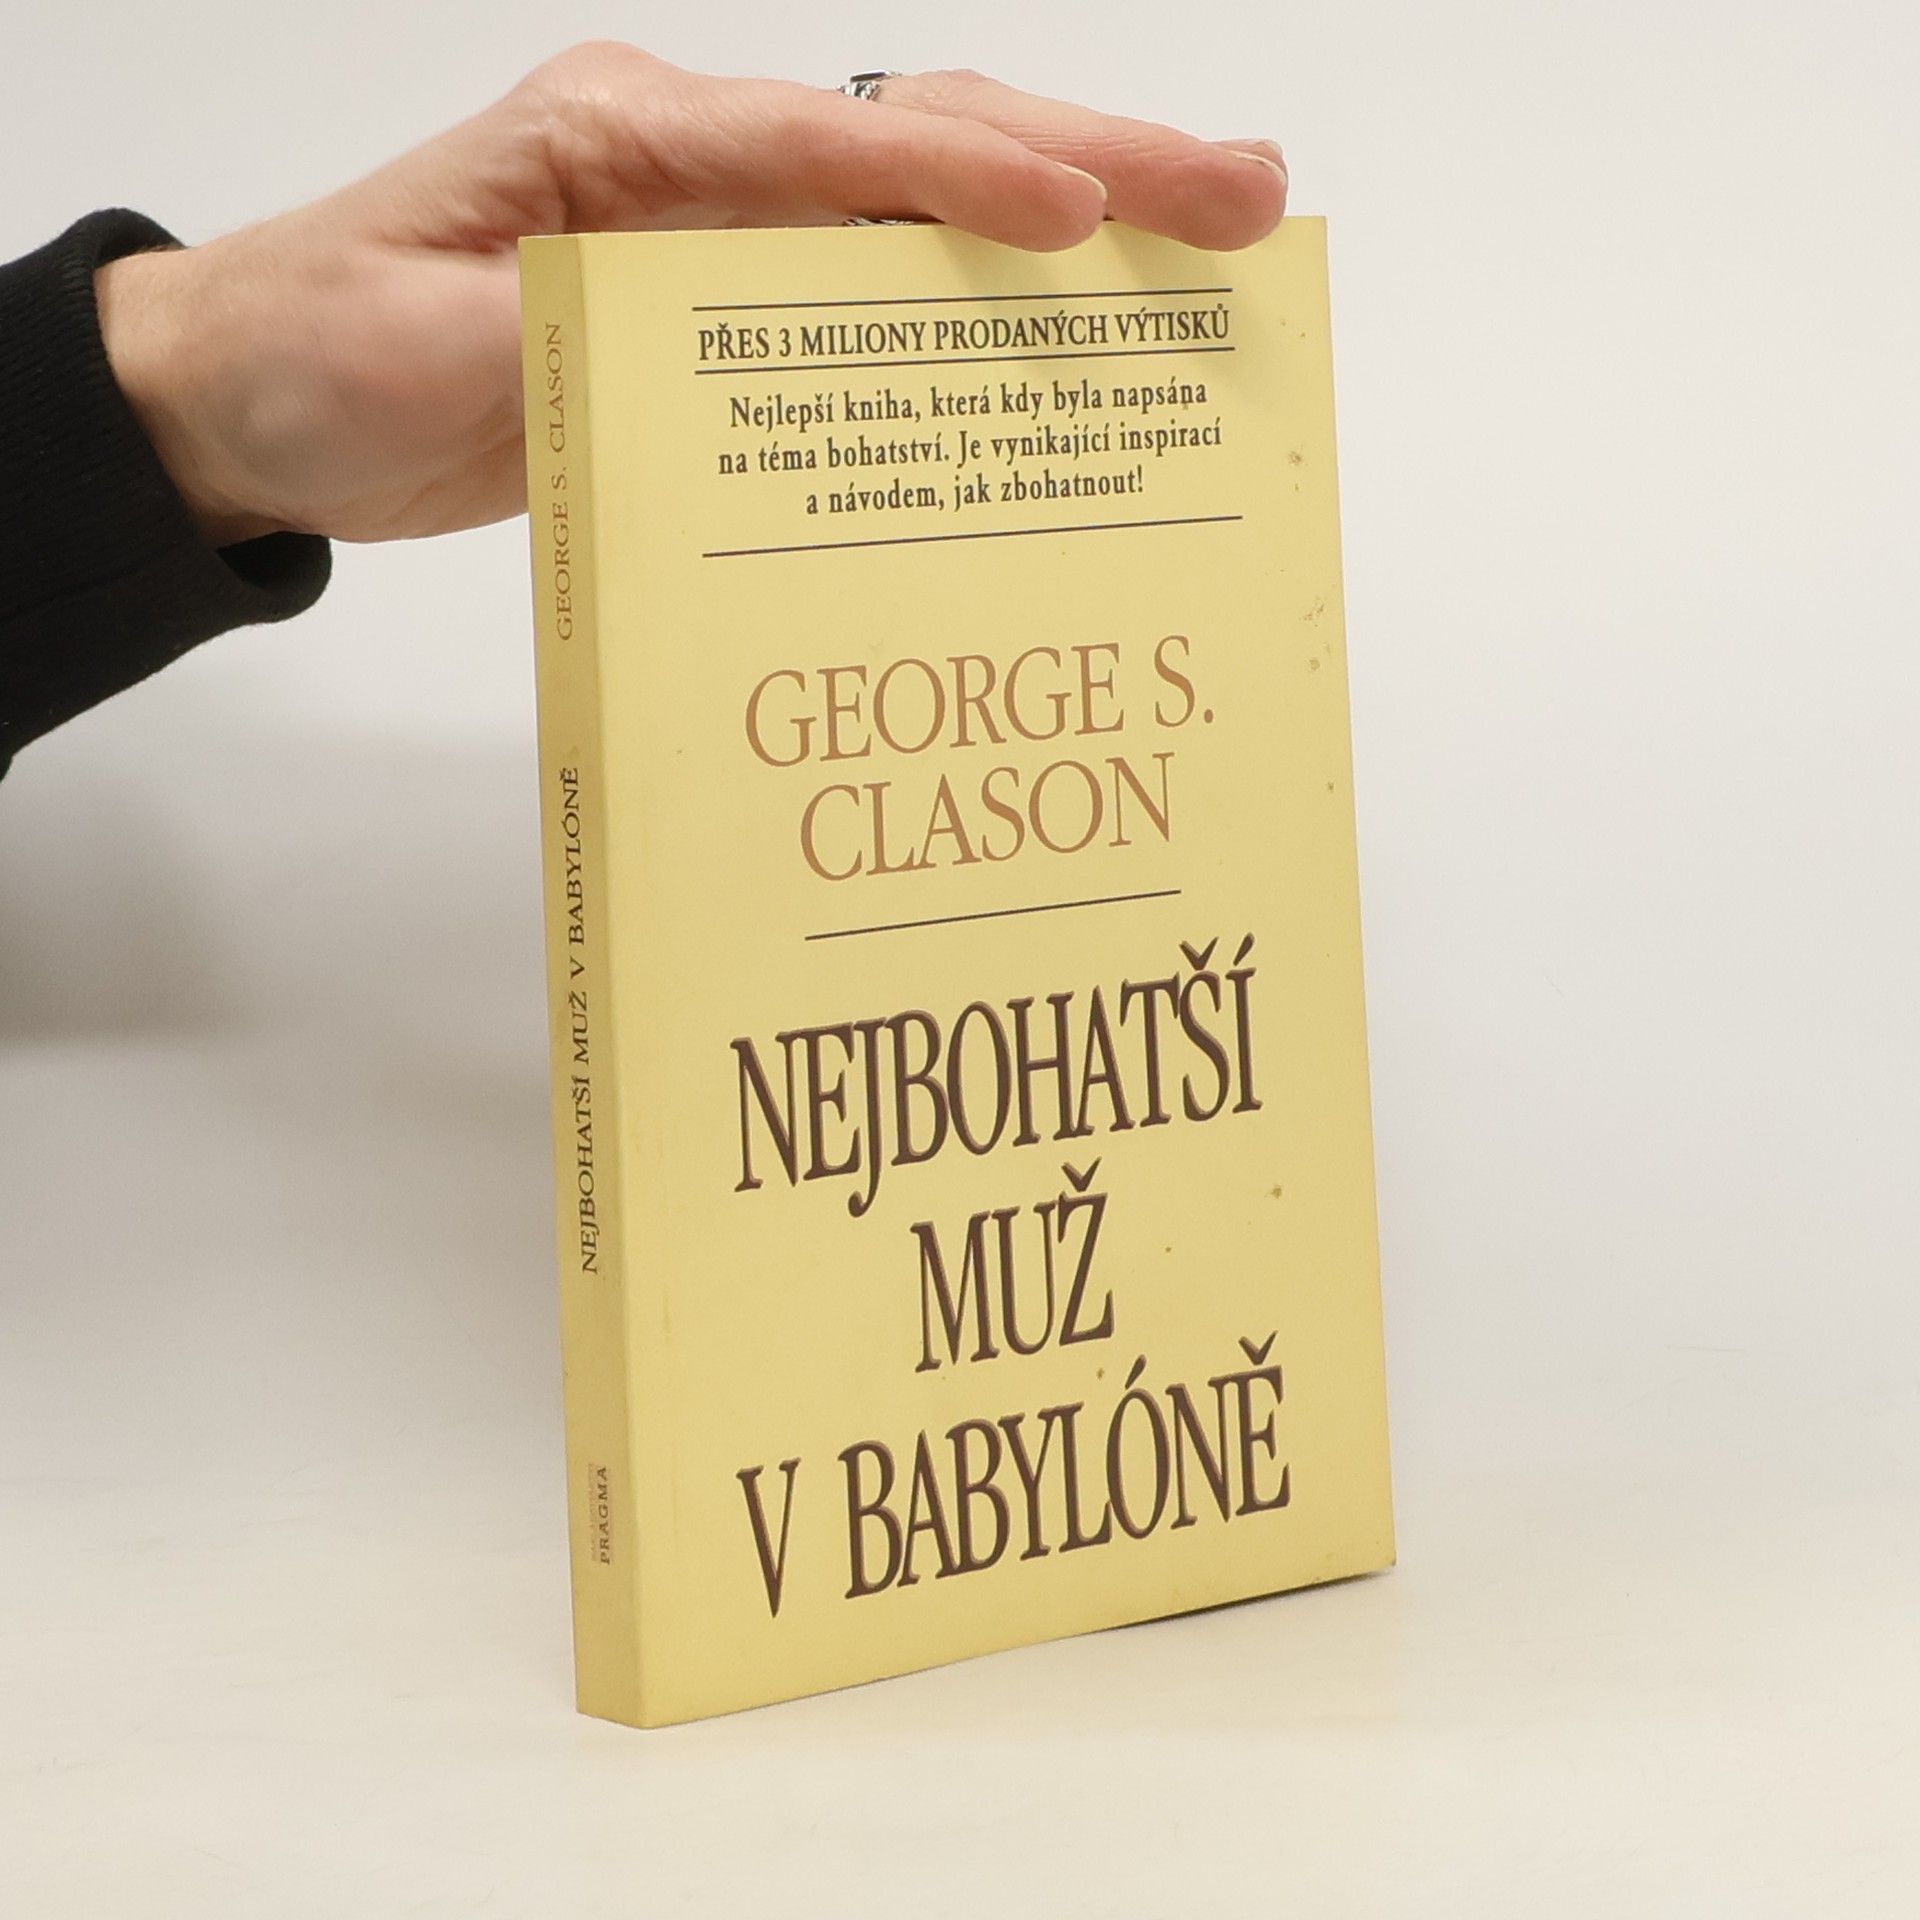 PŘES 3 MILIONY PRODANÝCH VÝTISKŮ
Nejlepší kniha, která kdy byla napsána
na téma bohatství. Je vynikající inspirací
a návodem, jak zbohatnout!
GEORGE S.
CLASON
NEJBOHATŠÍ
MUŽ
V BABYLÓNĚ
GEORGE S. CLASON
NEJBOHATŠÍ MUŽ V BABYLÓNĚ
PRAGMA